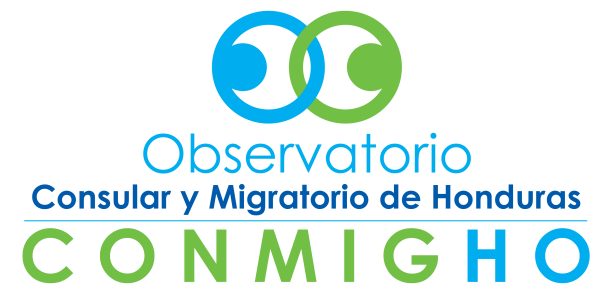 Observatorio
Consular y Migratorio de Honduras
CONMIGHO